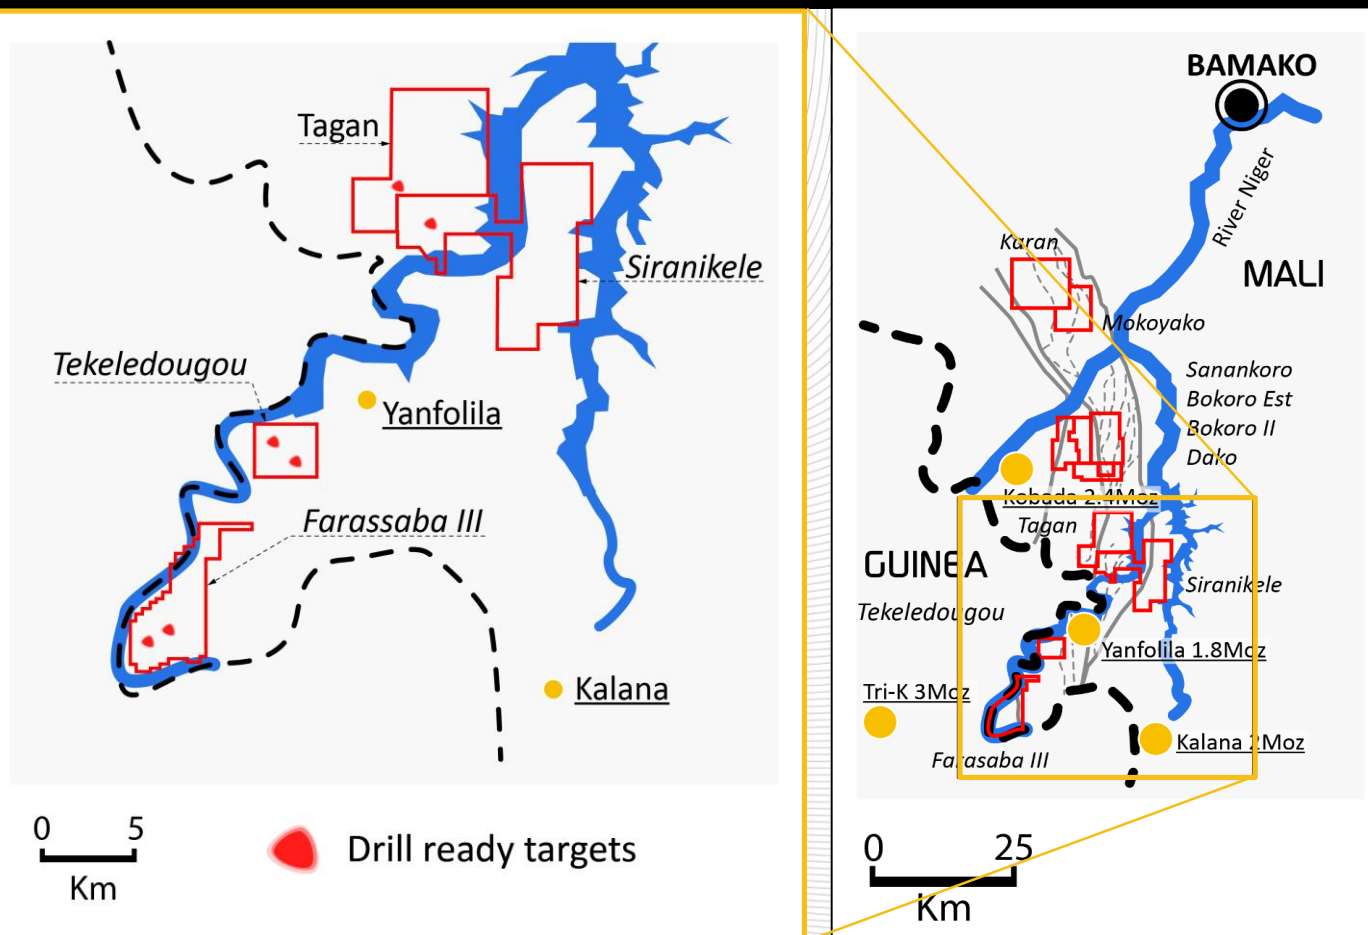 Tagan
Siranikele
Tekeledougou
Yanfolila
Farassaba III
Kalana
0 5
Km
Drill ready targets
BAMAKO
River Niger
Karan
MALI
Mokoyako
Sanankoro
Bokoro Est
Bokoro II
Dako
Kobada 2.4Moz
Tagan
GUINEA
Siranikele
Tekeledougou
Yanfolila 1.8Moz
Tri-K 3Moz
Kalana 2Moz
Farasaba III
0 25
Km